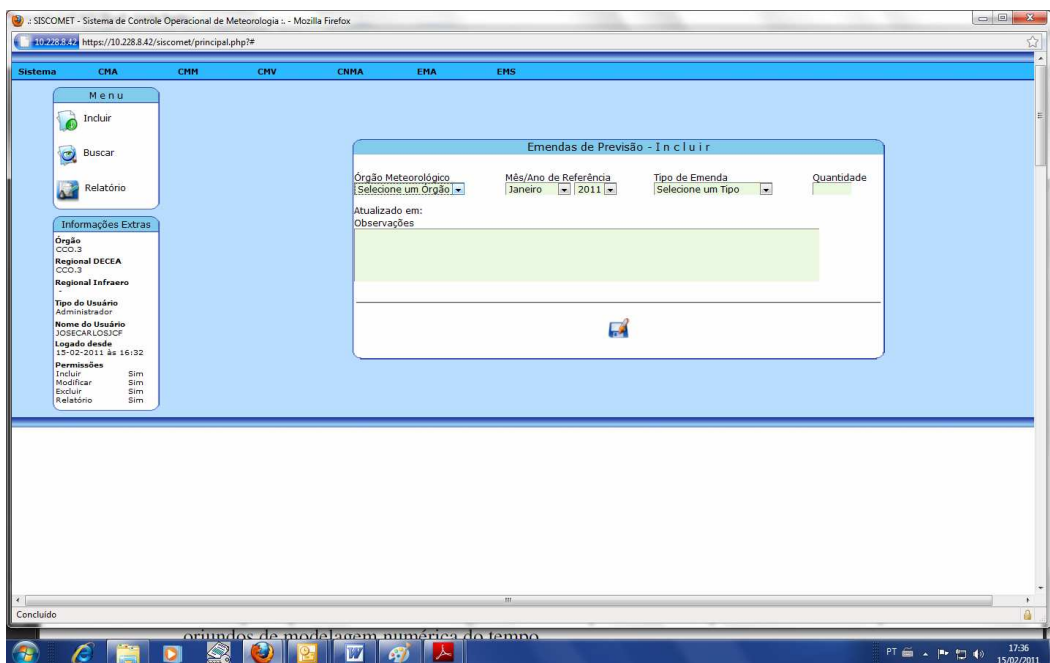 .: SISCOMET - Sistema de Controle Operacional de Meteorologia :. - Mozilla Firefox
10.228.8.42 https://10.228.8.42/siscomet/principal.php?#
Sistema CMA CMM CMV CNMA EMA EMS
Menu
Incluir
Buscar
Relatório
Informações Extras
Órgão
CCO.3
Regional DECEA
CCO.3
Regional Infraero
-
Tipo do Usuário
Administrador
Nome do Usuário
JOSECARLOSJCF
Logado desde
15-02-2011 às 16:32
Permissões
Incluir Sim
Modificar Sim
Excluir Sim
Relatório Sim
Emendas de Previsão - Incluir
Órgão Meteorológico Mês/Ano de Referência Tipo de Emenda Quantidade
Selecione um Órgão Janeiro 2011 Selecione um Tipo
Atualizado em:
Observações
Concluído
oriundos de modelagem numérica do tempo
PT 17:36
15/02/2011